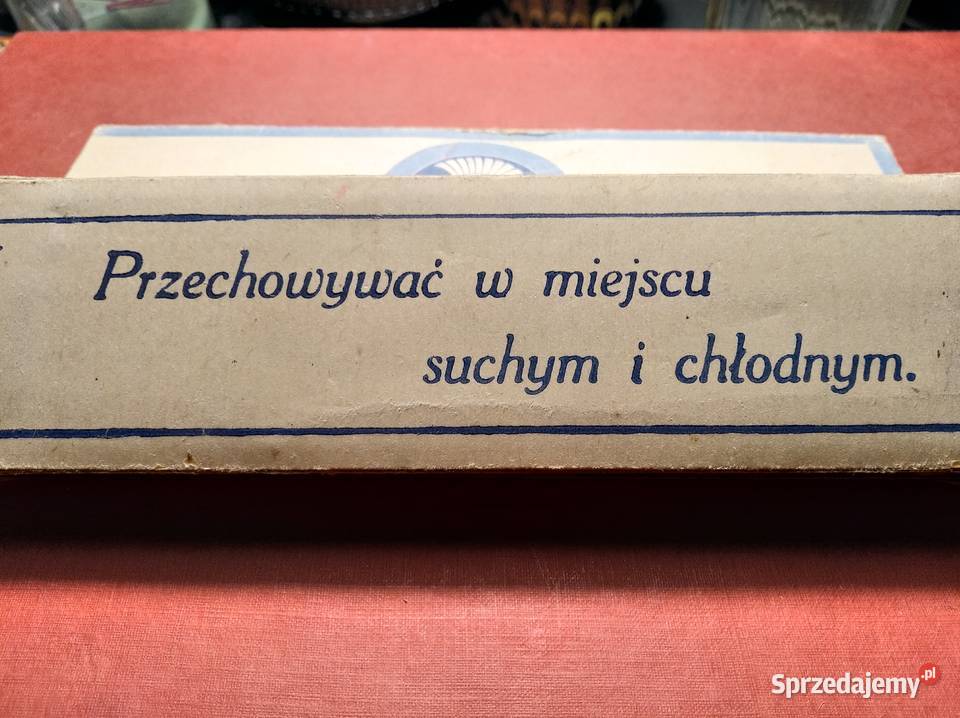 Przechowywać w miejscu
suchym i chłodnym.
Sprzedajemy.pl